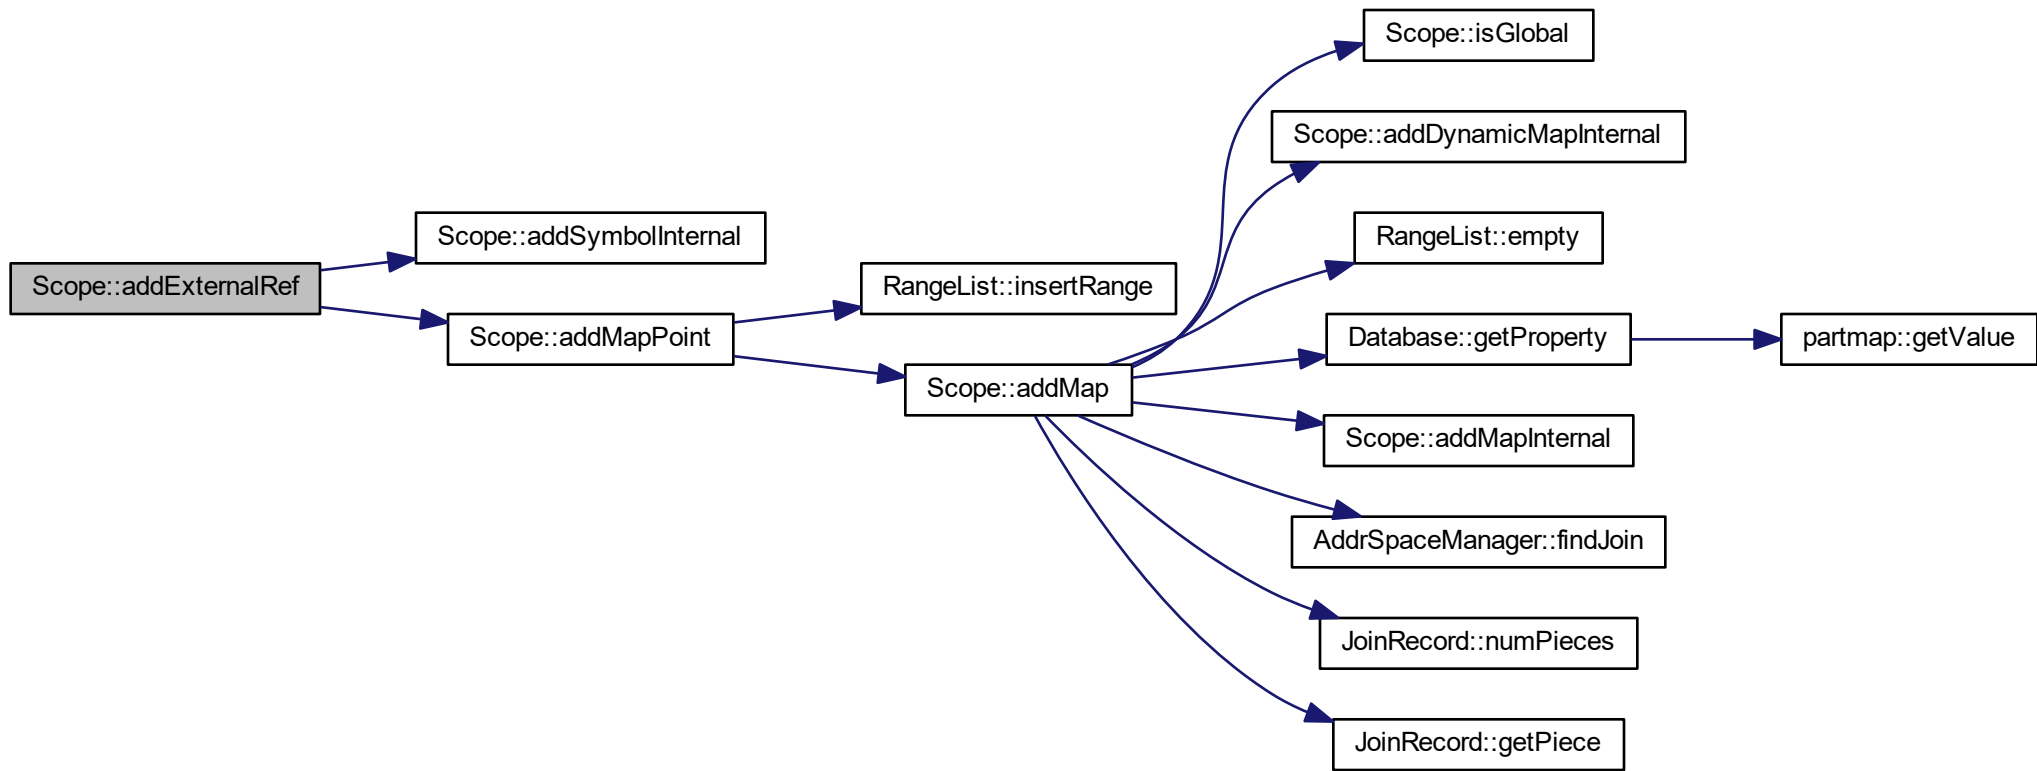 Scope::isGlobal
Scope::addDynamicMapInternal
Scope::addSymbolInternal
RangeList::empty
Scope::addExternalRef
RangeList::insertRange
Scope::addMapPoint
Database::getProperty
partmap::getValue
Scope::addMap
Scope::addMapInternal
AddrSpaceManager::findJoin
JoinRecord::numPieces
JoinRecord::getPiece